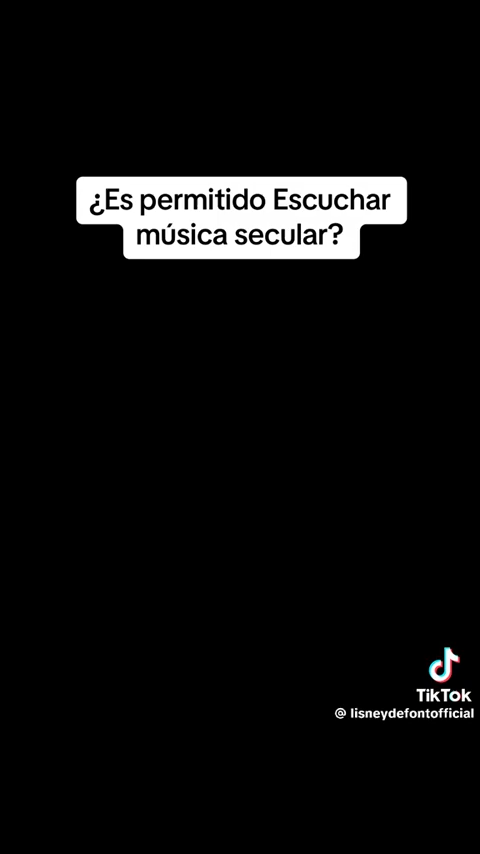 ¿Es permitido Escuchar
música secular?
TikTok
@ lisneydefontofficial